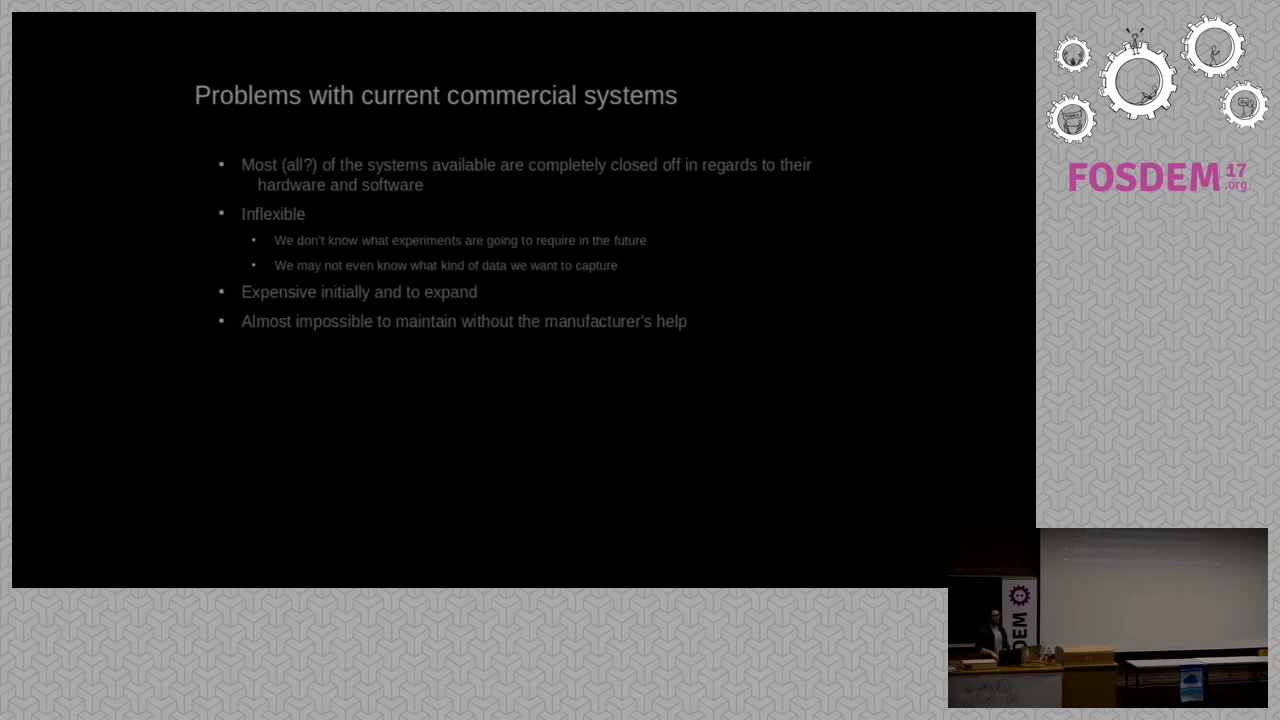 Problems with current commercial systems
• Most (all?) of the systems available are completely closed off in regards to their
hardware and software
• Inflexible
• We don't know what experiments are going to require in the future
• We may not even know what kind of data we want to capture
• Expensive initially and to expand
• Almost impossible to maintain without the manufacturer's help
FOSDEM 17
.org
DEM